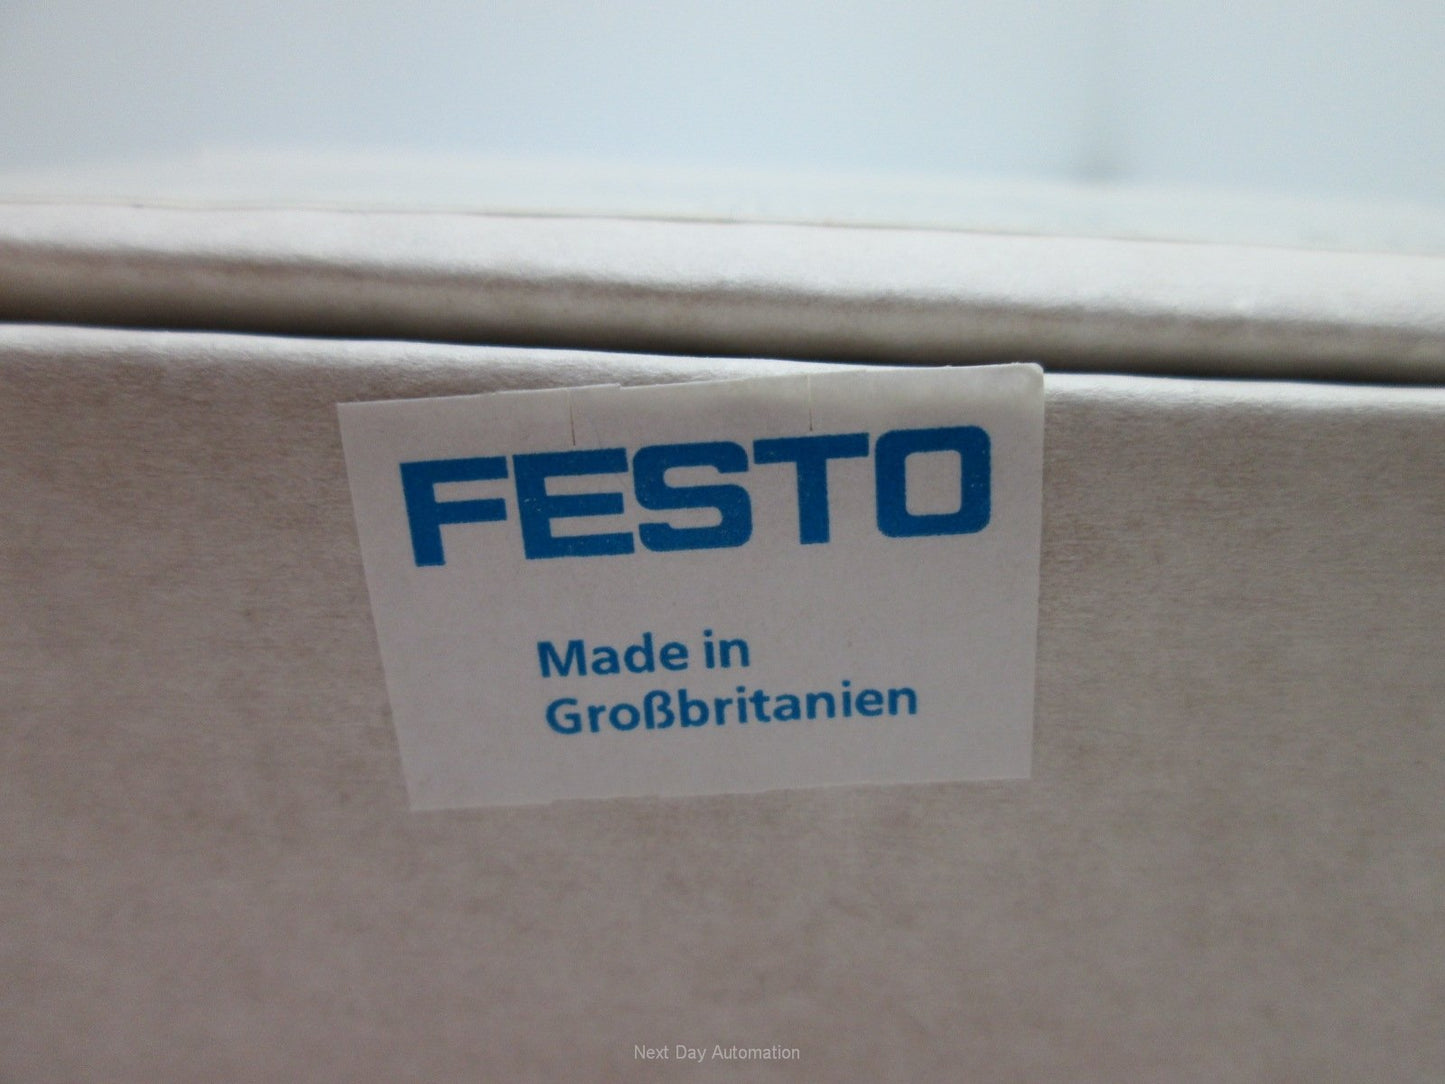 FESTO
Made in
Großbritanien
Next Day Automation